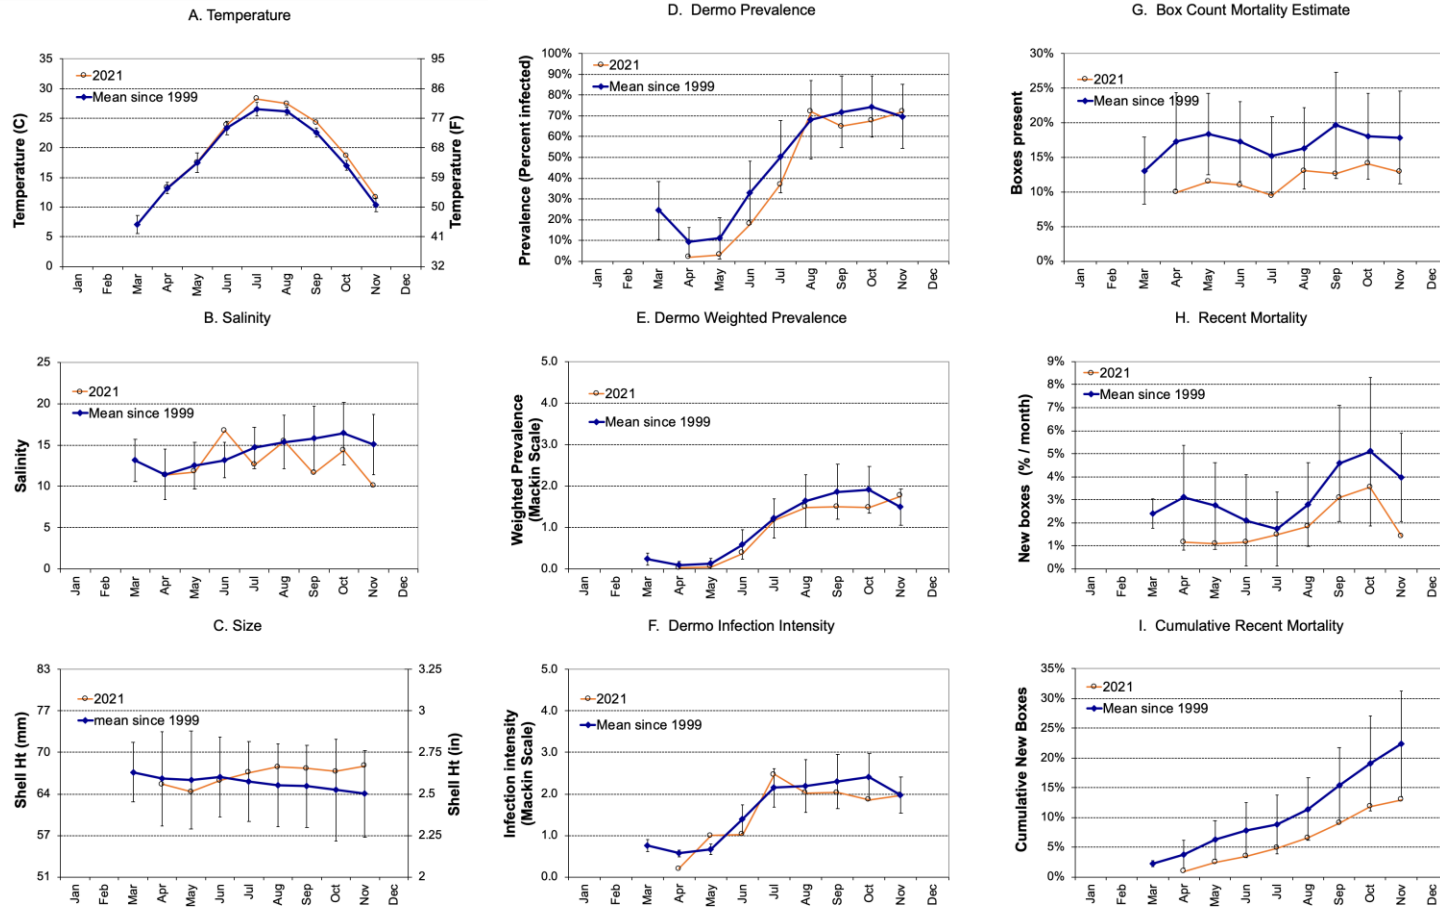 A. Temperature
35
30
25
20
15
10
5
0
95
86
77
68
59
50
41
32
Temperature (C)
Temperature (F)
2021
Mean since 1999
Jan Feb Mar Apr May Jun Jul Aug Sep Oct Nov Dec
B. Salinity
25
20
15
10
5
0
Salinity
2021
Mean since 1999
Jan Feb Mar Apr May Jun Jul Aug Sep Oct Nov Dec
C. Size
83
77
70
64
57
51
3.25
3
2.75
2.5
2.25
2
Shell Ht (mm)
Shell Ht (in)
2021
mean since 1999
Jan Feb Mar Apr May Jun Jul Aug Sep Oct Nov Dec
D. Dermo Prevalence
100%
90%
80%
70%
60%
50%
40%
30%
20%
10%
0%
Prevalence (Percent infected)
2021
Mean since 1999
Jan Feb Mar Apr May Jun Jul Aug Sep Oct Nov Dec
E. Dermo Weighted Prevalence
5.0
4.0
3.0
2.0
1.0
0.0
Weighted Prevalence
(Mackin Scale)
2021
Mean since 1999
Jan Feb Mar Apr May Jun Jul Aug Sep Oct Nov Dec
F. Dermo Infection Intensity
5.0
4.0
3.0
2.0
1.0
0.0
Infection intensity
(Mackin Scale)
2021
Mean since 1999
Jan Feb Mar Apr May Jun Jul Aug Sep Oct Nov Dec
G. Box Count Mortality Estimate
30%
25%
20%
15%
10%
5%
0%
Boxes present
2021
Mean since 1999
Jan Feb Mar Apr May Jun Jul Aug Sep Oct Nov Dec
H. Recent Mortality
9%
8%
7%
6%
5%
4%
3%
2%
1%
0%
New boxes (% / month)
2021
Mean since 1999
Jan Feb Mar Apr May Jun Jul Aug Sep Oct Nov Dec
I. Cumulative Recent Mortality
35%
30%
25%
20%
15%
10%
5%
0%
Cumulative New Boxes
2021
Mean since 1999
Jan Feb Mar Apr May Jun Jul Aug Sep Oct Nov Dec